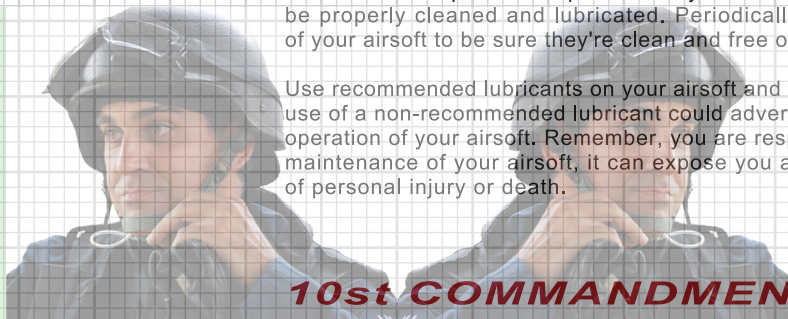 be properly cleaned and lubricated. Periodicall
of your airsoft to be sure they're clean and free o
Use recommended lubricants on your airsoft and
use of a non-recommended lubricant could adver
operation of your airsoft. Remember, you are res
maintenance of your airsoft, it can expose you a
of personal injury or death.
10st COMMANDMEN